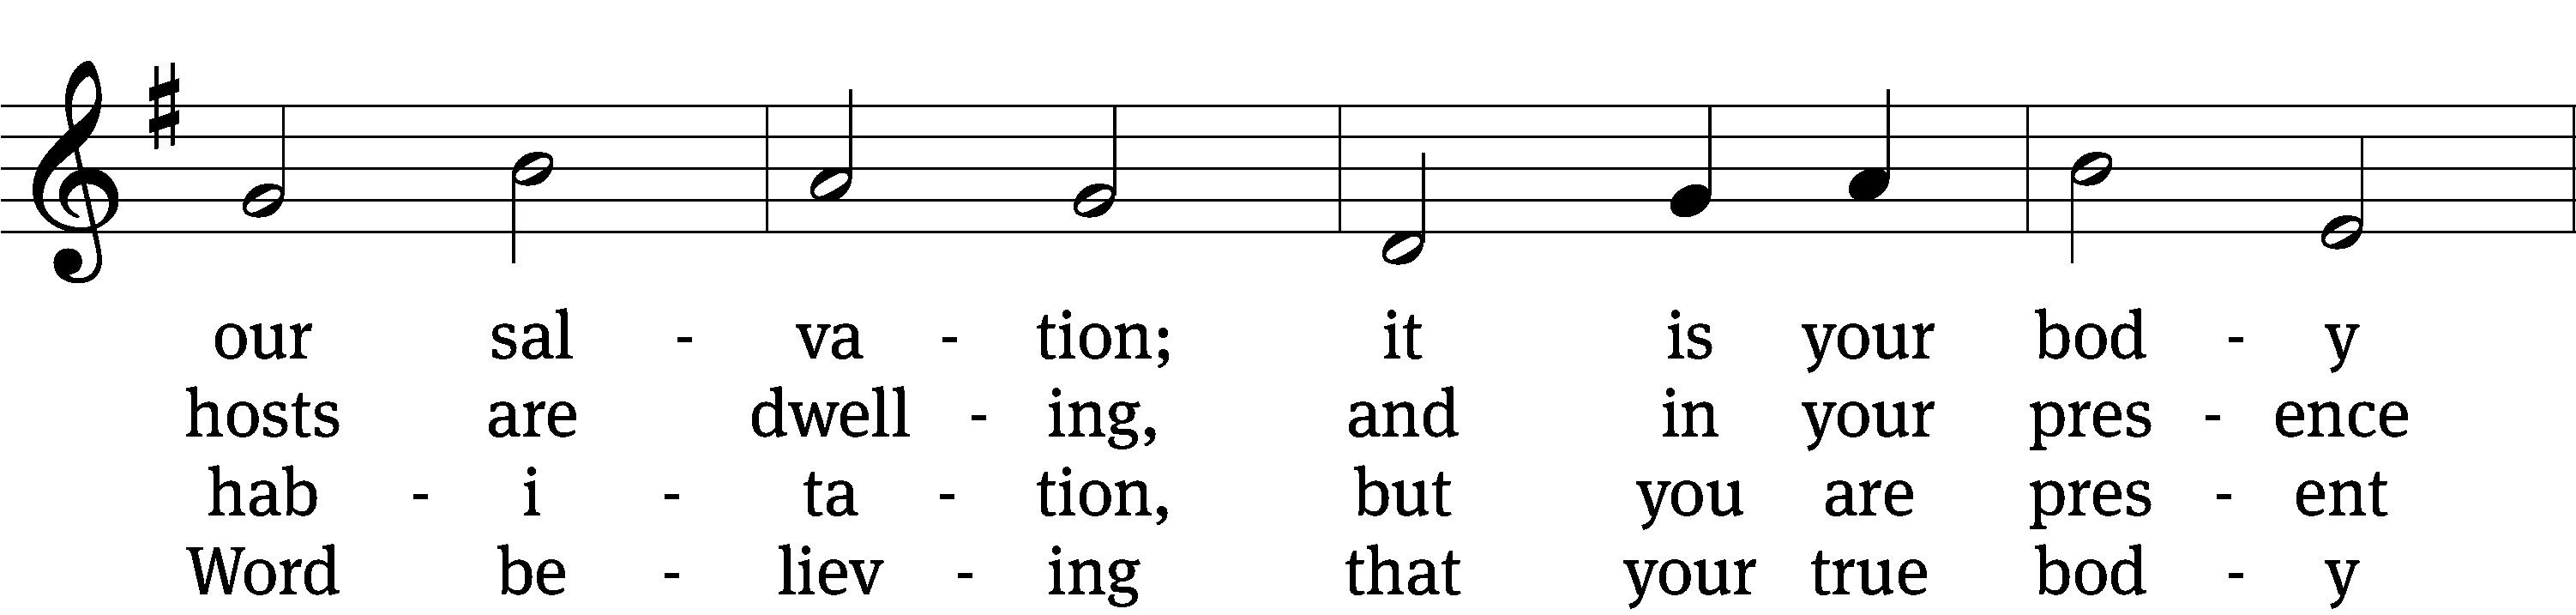 our sal - va - tion; it is your bod - y
hosts are dwell - ing, and in your pres - ence
hab - i - ta - tion, but you are pres - ent
Word be - liev - ing that your true bod - y